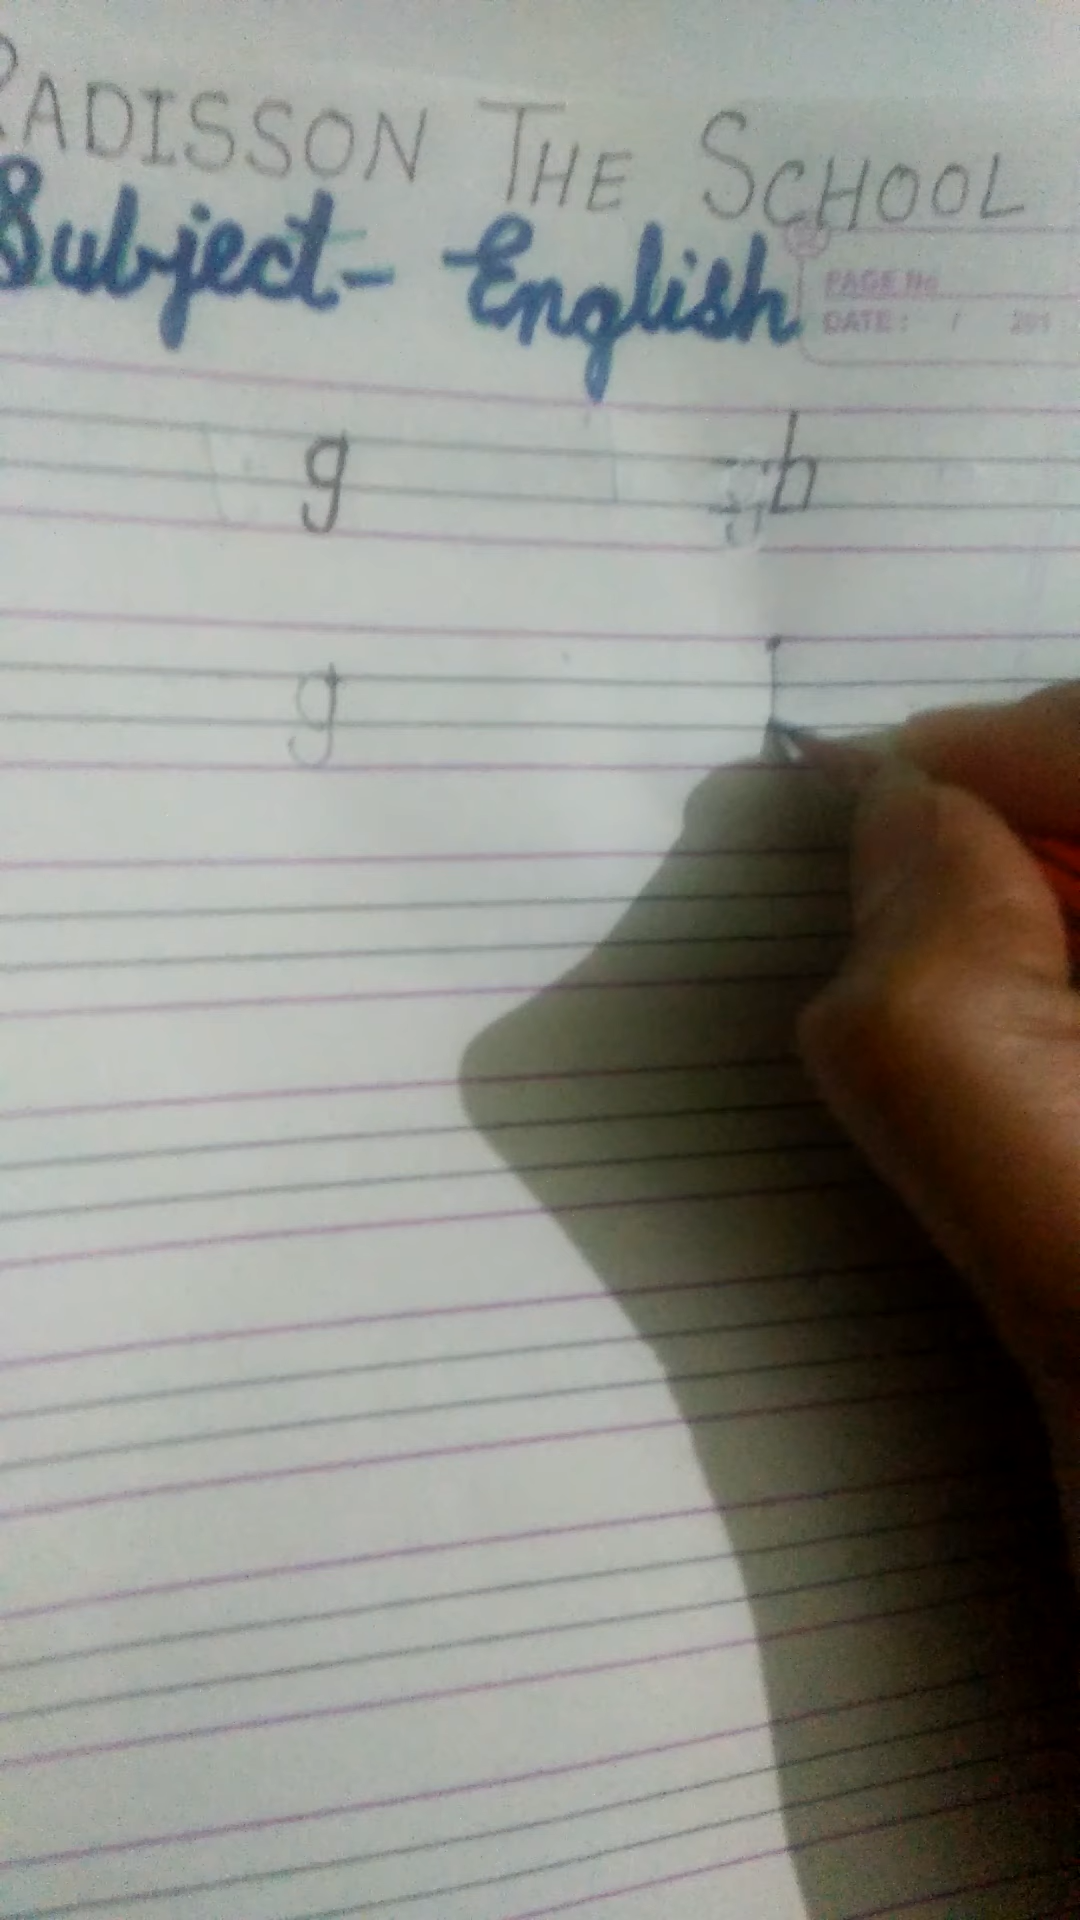 RADISSON THE SCHOOL
Subject- English
PAGE No
DATE: / 201
g h
g